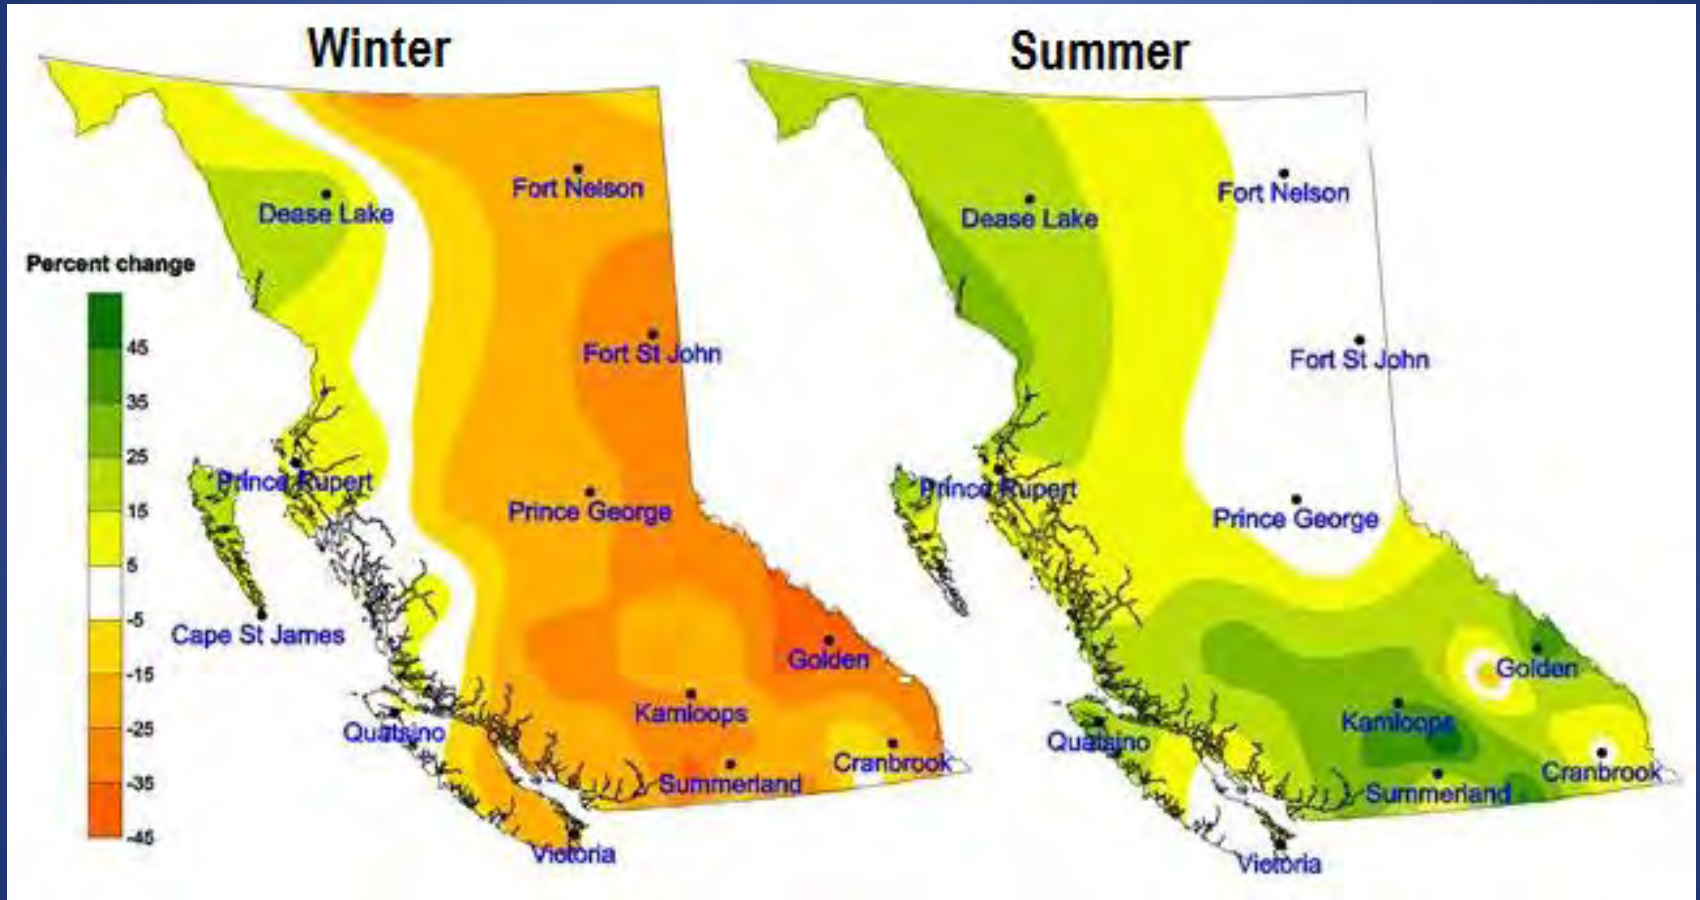 Winter
Summer
Fort Nelson
Dease Lake
Percent change
45
35
25
15
5
-5
-15
-25
-35
-45
Fort St John
Prince Rupert
Prince George
Cape St James
Golden
Kamloops
Quatsino
Cranbrook
Summerland
Victoria
Fort Nelson
Dease Lake
Fort St John
Prince Rupert
Prince George
Golden
Kamloops
Quatsino
Cranbrook
Summerland
Victoria